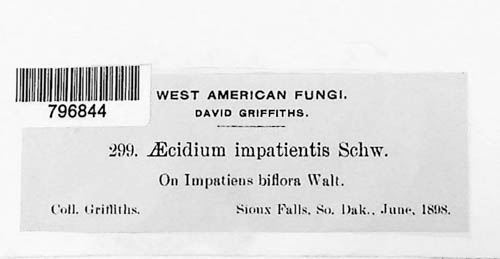 WEST AMERICAN FUNGI.
796844
DAVID GRIFFITHS.
299. Æcidium impatientis Schw.
On Impatiens biflora Walt.
Coll. Griffiths. Sioux Falls, So. Dak., June, 1898.